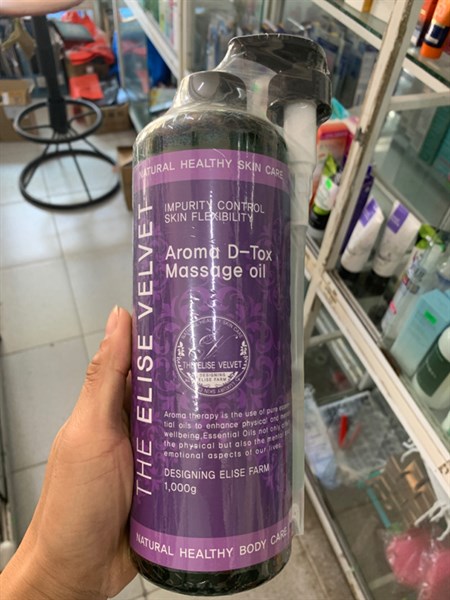 NATURAL HEALTHY SKIN CARE
IMPURITY CONTROL
SKIN FLEXIBILITY
Aroma D-Tox
Massage oil
THE ELISE VELVET
THE ELISE VELVET
DESIGNING
ELISE FARM
Aroma therapy is the use of pure essen-
tial oils to enhance physical and
wellbeing.Essential Oils not only
the physical but also the mental
emotional aspects of our lives.
DESIGNING ELISE FARM
1,000g
NATURAL HEALTHY BODY CARE